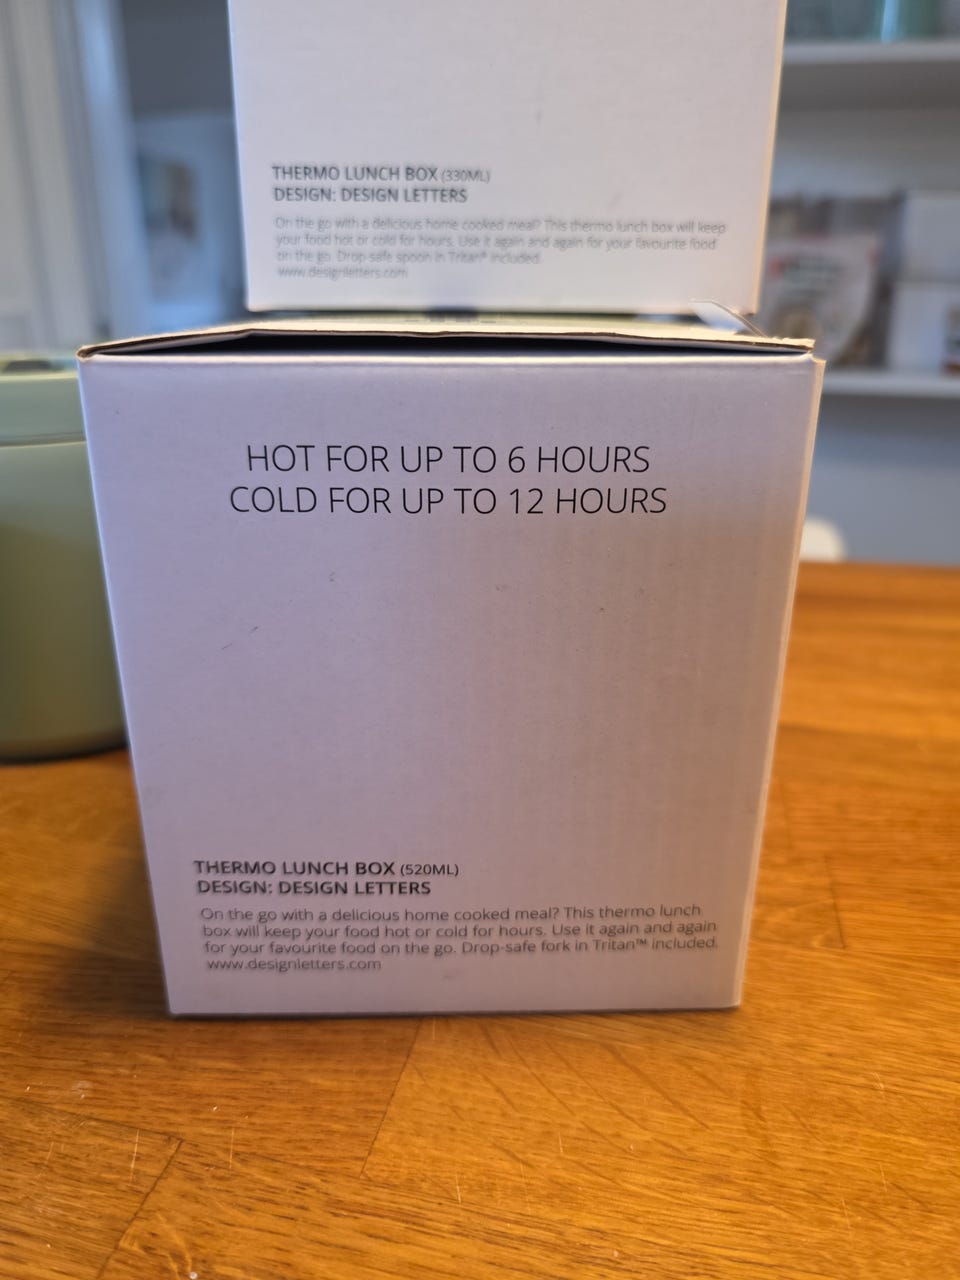 THERMO LUNCH BOX (330ML)
DESIGN: DESIGN LETTERS
On the go with a delicious home cooked meal? This thermo lunch box will keep
your food hot or cold for hours. Use it again and again for your favourite food
on the go. Drop-safe spoon in Tritan® included.
www.designletters.com
HOT FOR UP TO 6 HOURS
COLD FOR UP TO 12 HOURS
THERMO LUNCH BOX (520ML)
DESIGN: DESIGN LETTERS
On the go with a delicious home cooked meal? This thermo lunch
box will keep your food hot or cold for hours. Use it again and again
for your favourite food on the go. Drop-safe fork in Tritan™ included.
www.designletters.com